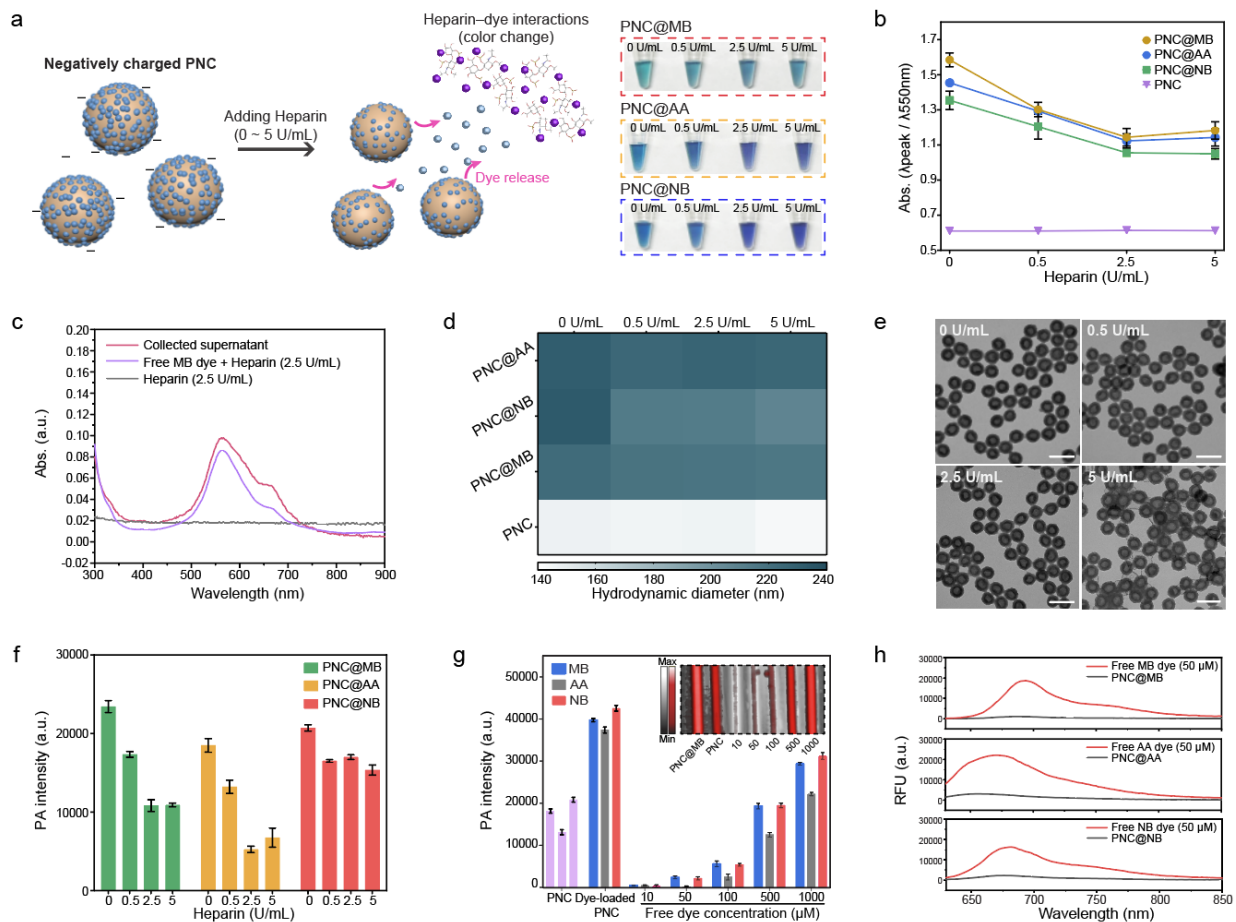 a
Negatively charged PNC
Adding Heparin
(0 ~ 5 U/mL)
Heparin–dye interactions
(color change)
Dye release
PNC@MB
0 U/mL 0.5 U/mL 2.5 U/mL 5 U/mL
PNC@AA
0 U/mL 0.5 U/mL 2.5 U/mL 5 U/mL
PNC@NB
0 U/mL 0.5 U/mL 2.5 U/mL 5 U/mL
b
Abs. (λpeak / λ550nm)
1.7
1.5
1.3
1.1
0.9
0.7
0.5
PNC@MB
PNC@AA
PNC@NB
PNC
0 0.5 2.5 5
Heparin (U/mL)
c
Abs. (a.u.)
0.20
0.18
0.16
0.14
0.12
0.10
0.08
0.06
0.04
0.02
0.00
-0.02
Collected supernatant
Free MB dye + Heparin (2.5 U/mL)
Heparin (2.5 U/mL)
300 400 500 600 700 800 900
Wavelength (nm)
d
0 U/mL 0.5 U/mL 2.5 U/mL 5 U/mL
PNC@AA
PNC@NB
PNC@MB
PNC
140 160 180 200 220 240
Hydrodynamic diameter (nm)
e
0 U/mL
0.5 U/mL
2.5 U/mL
5 U/mL
f
PA intensity (a.u.)
30000
20000
10000
0
PNC@MB
PNC@AA
PNC@NB
0 0.5 2.5 5 0 0.5 2.5 5 0 0.5 2.5 5
Heparin (U/mL)
g
PA intensity (a.u.)
50000
40000
30000
20000
10000
0
MB
AA
NB
Max
Min
PNC@MB PNC 10 50 100 500 1000
PNC Dye-loaded 10 50 100 500 1000
PNC Free dye concentration (µM)
h
RFU (a.u.)
30000
20000
10000
0
Free MB dye (50 µM)
PNC@MB
30000
20000
10000
0
Free AA dye (50 µM)
PNC@AA
30000
20000
10000
0
Free NB dye (50 µM)
PNC@NB
650 700 750 800 850
Wavelength (nm)